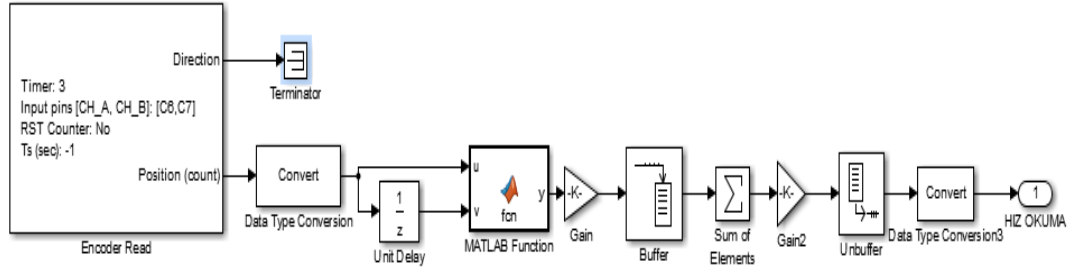 Direction
Timer: 3
Input pins [CH_A, CH_B]: [C6,C7]
RST Counter: No
Ts (sec): -1
Position (count)
Encoder Read
Terminator
Convert
Data Type Conversion
1
z
Unit Delay
u
v
fcn
y
MATLAB Function
-K-
Gain
Buffer
Sum of
Elements
-K-
Gain2
Unbuffer
Convert
Data Type Conversion3
1
HIZ OKUMA